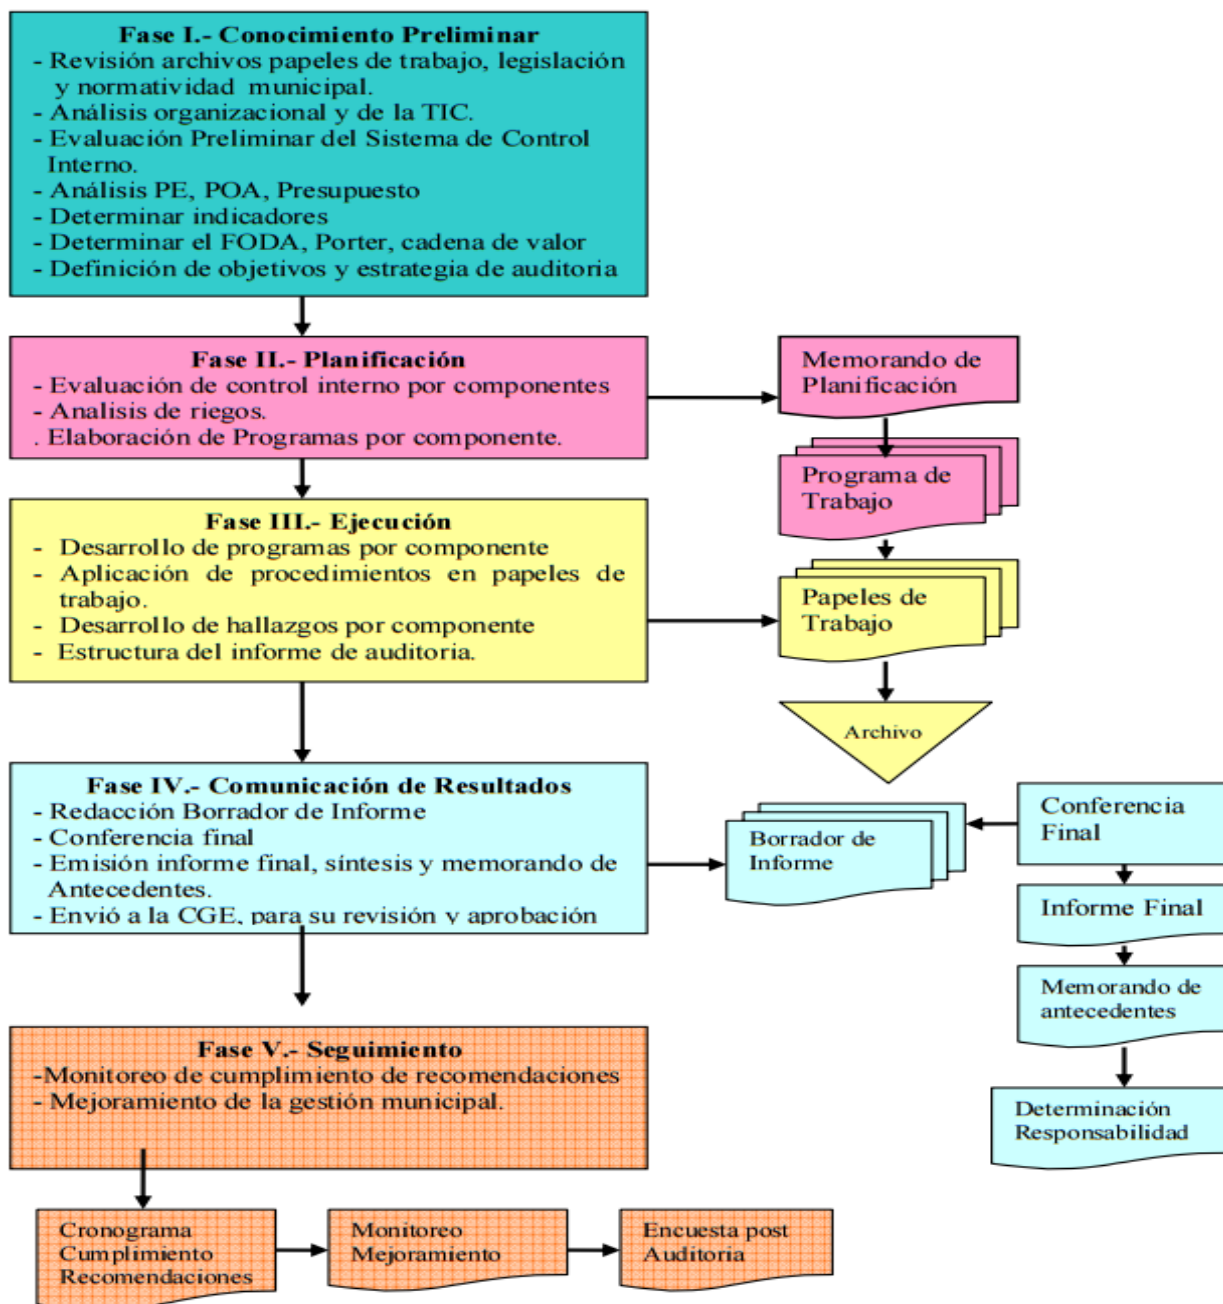 Fase I.- Conocimiento Preliminar
- Revisión archivos papeles de trabajo, legislación
y normatividad municipal.
- Análisis organizacional y de la TIC.
- Evaluación Preliminar del Sistema de Control
Interno.
- Análisis PE, POA, Presupuesto
- Determinar indicadores
- Determinar el FODA, Porter, cadena de valor
- Definición de objetivos y estrategia de auditoria
Fase II.- Planificación
- Evaluación de control interno por componentes
- Analisis de riegos.
. Elaboración de Programas por componente.
Memorando de
Planificación
Programa de
Trabajo
Fase III.- Ejecución
- Desarrollo de programas por componente
- Aplicación de procedimientos en papeles de
trabajo.
- Desarrollo de hallazgos por componente
- Estructura del informe de auditoria.
Papeles de
Trabajo
Archivo
Fase IV.- Comunicación de Resultados
- Redacción Borrador de Informe
- Conferencia final
- Emisión informe final, síntesis y memorando de
Antecedentes.
- Envió a la CGE, para su revisión y aprobación
Borrador de
Informe
Conferencia
Final
Informe Final
Memorando de
antecedentes
Determinación
Responsabilidad
Fase V.- Seguimiento
-Monitoreo de cumplimiento de recomendaciones
- Mejoramiento de la gestión municipal.
Cronograma
Cumplimiento
Recomendaciones
Monitoreo
Mejoramiento
Encuesta post
Auditoria